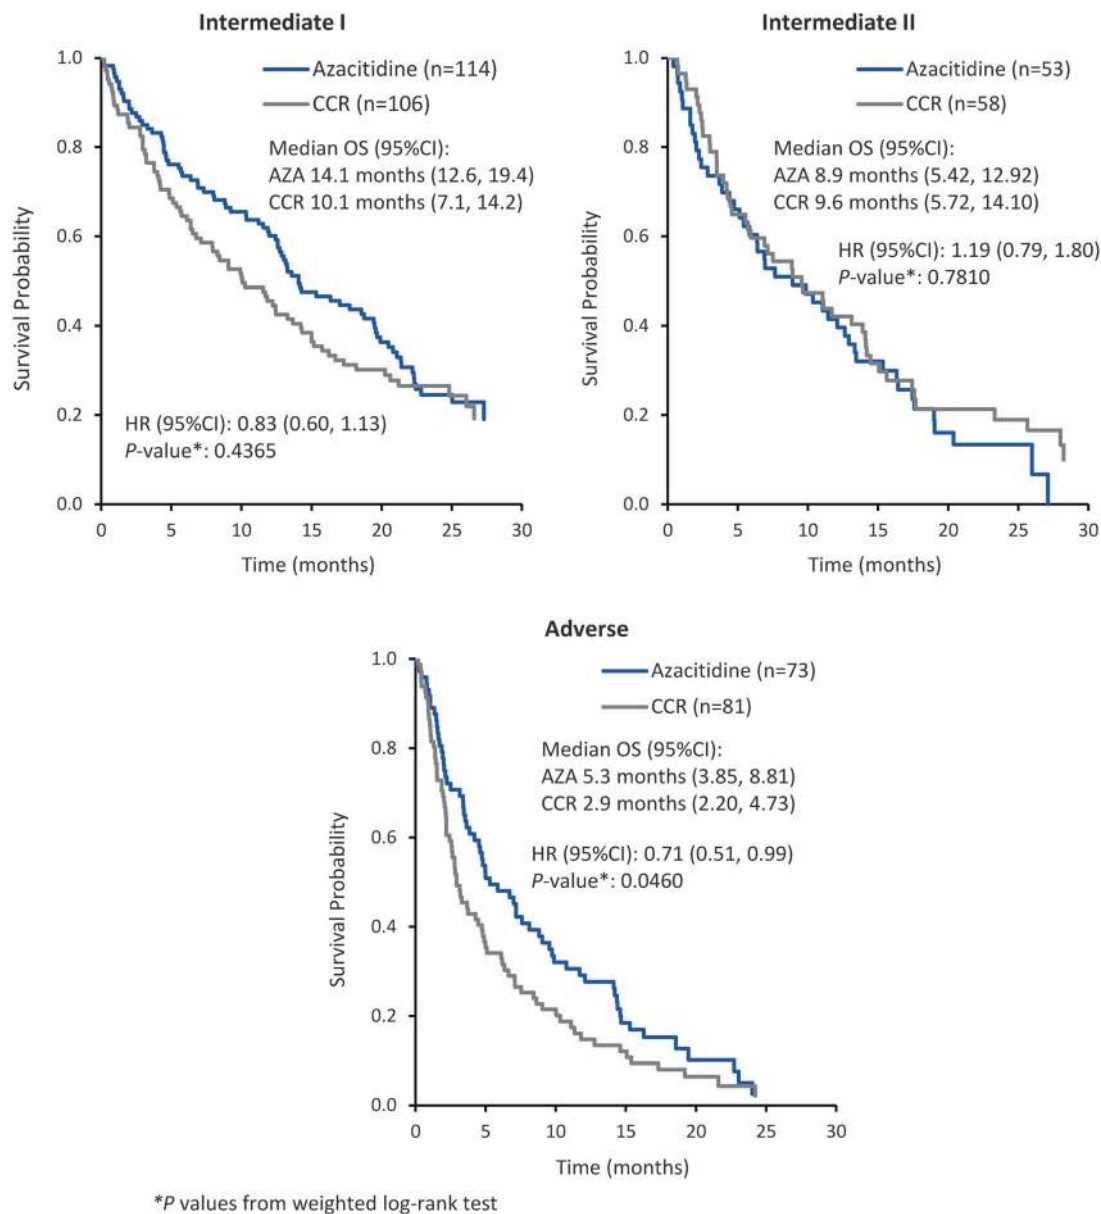 Intermediate I
1.0
0.8
0.6
0.4
0.2
0.0
Survival Probability
0 5 10 15 20 25 30
Time (months)
Azacitidine (n=114)
CCR (n=106)
Median OS (95%CI):
AZA 14.1 months (12.6, 19.4)
CCR 10.1 months (7.1, 14.2)
HR (95%CI): 0.83 (0.60, 1.13)
P-value*: 0.4365
Intermediate II
1.0
0.8
0.6
0.4
0.2
0.0
Survival Probability
0 5 10 15 20 25 30
Time (months)
Azacitidine (n=53)
CCR (n=58)
Median OS (95%CI):
AZA 8.9 months (5.42, 12.92)
CCR 9.6 months (5.72, 14.10)
HR (95%CI): 1.19 (0.79, 1.80)
P-value*: 0.7810
Adverse
1.0
0.8
0.6
0.4
0.2
0.0
Survival Probability
0 5 10 15 20 25 30
Time (months)
Azacitidine (n=73)
CCR (n=81)
Median OS (95%CI):
AZA 5.3 months (3.85, 8.81)
CCR 2.9 months (2.20, 4.73)
HR (95%CI): 0.71 (0.51, 0.99)
P-value*: 0.0460
*P values from weighted log-rank test